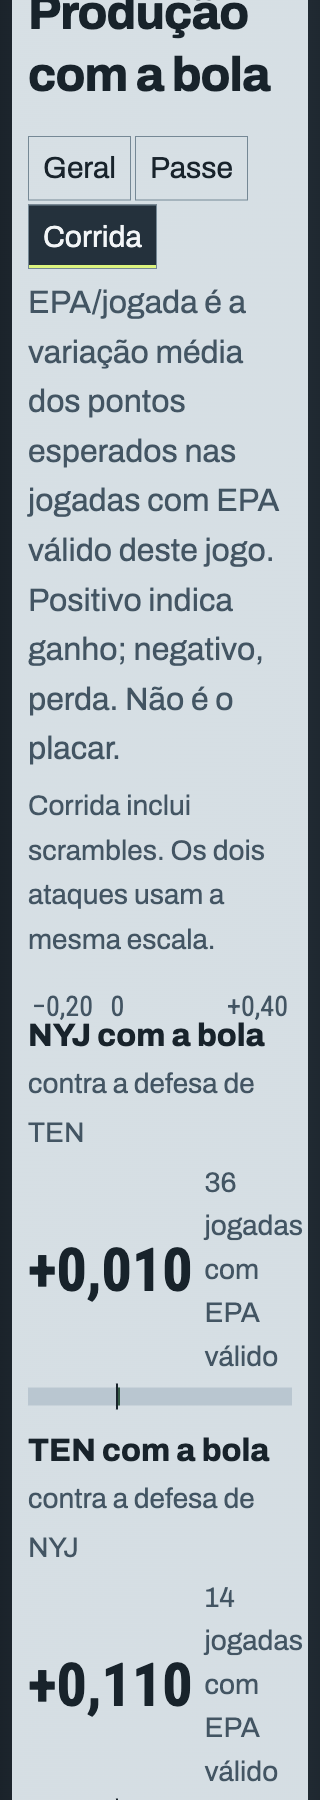 Produção
com a bola
Geral
Passe
Corrida
EPA/jogada é a
variação média
dos pontos
esperados nas
jogadas com EPA
válido deste jogo.
Positivo indica
ganho; negativo,
perda. Não é o
placar.
Corrida inclui
scrambles. Os dois
ataques usam a
mesma escala.
−0,20 0 +0,40
NYJ com a bola
contra a defesa de
TEN
+0,010
36
jogadas
com
EPA
válido
TEN com a bola
contra a defesa de
NYJ
+0,110
14
jogadas
com
EPA
válido